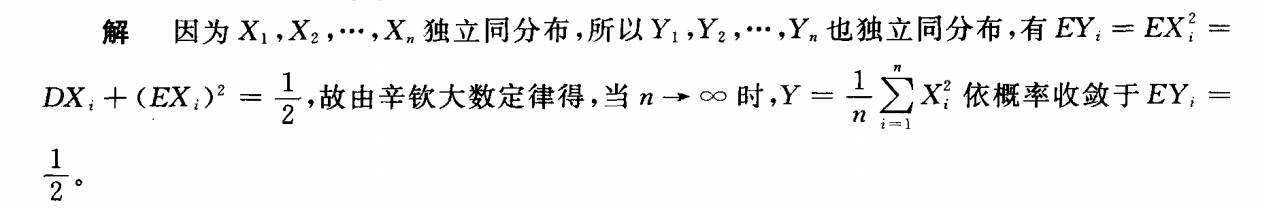 解 因为 X₁,X₂,⋯,Xₙ 独立同分布,所以 Y₁,Y₂,⋯,Yₙ 也独立同分布,有 EYᵢ = EXᵢ² =
DXᵢ + (EXᵢ)² = 1/2,故由辛钦大数定律得,当 n → ∞ 时,Y = 1/n ∑ᵢ₌₁ⁿ Xᵢ² 依概率收敛于 EYᵢ =
1/2。